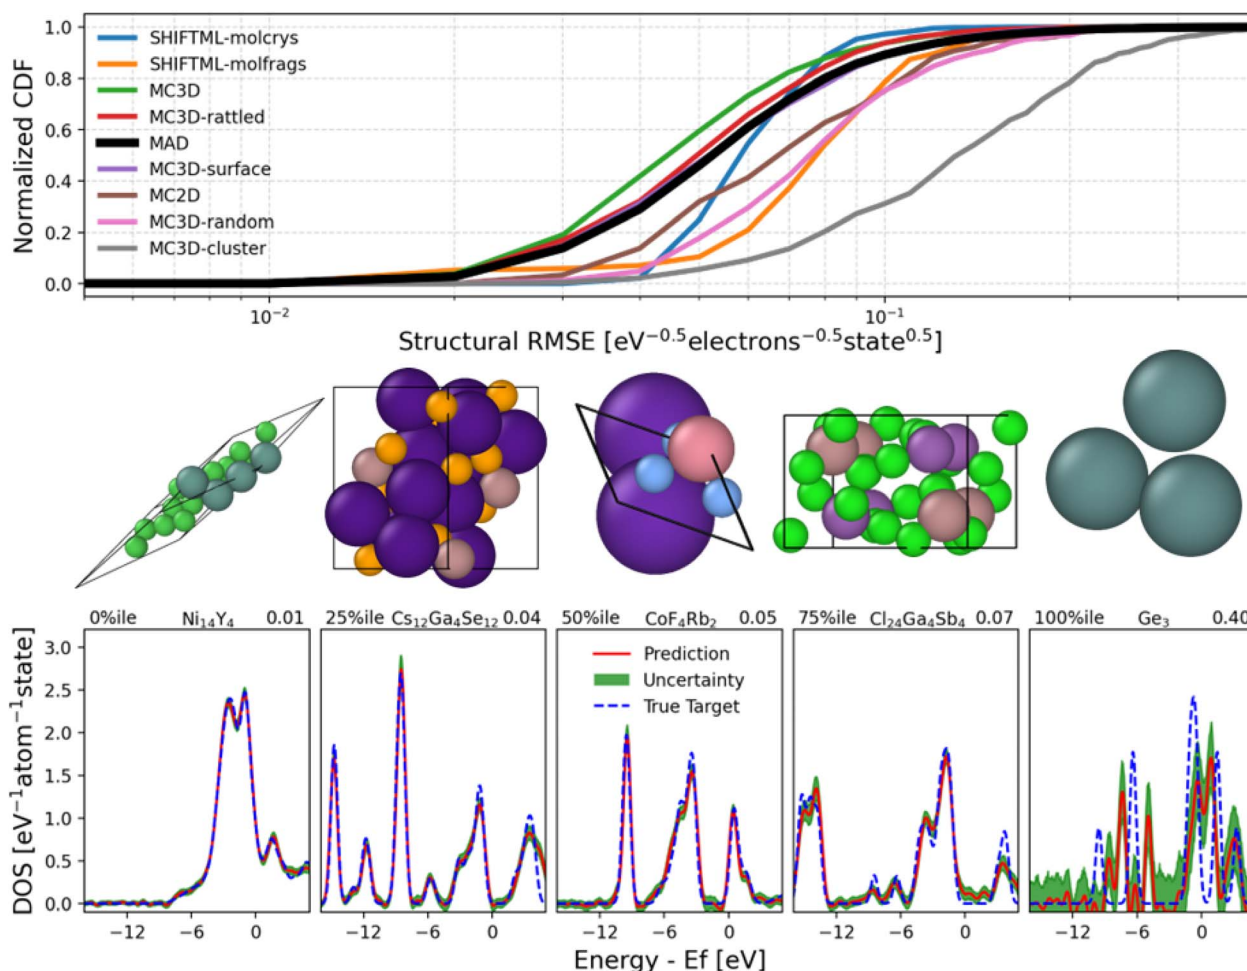 Normalized CDF
1.0
0.8
0.6
0.4
0.2
0.0
SHIFTML-molcrys
SHIFTML-molfrags
MC3D
MC3D-rattled
MAD
MC3D-surface
MC2D
MC3D-random
MC3D-cluster
10⁻² 10⁻¹
Structural RMSE [eV⁻⁰·⁵electrons⁻⁰·⁵state⁰·⁵]
0%ile Ni₁₄Y₄ 0.01 25%ile Cs₁₂Ga₄Se₁₂ 0.04 50%ile CoF₄Rb₂ 0.05 75%ile Cl₂₄Ga₄Sb₄ 0.07 100%ile Ge₃ 0.40
DOS [eV⁻¹atom⁻¹state]
3.0
2.5
2.0
1.5
1.0
0.5
0.0
Prediction
Uncertainty
True Target
−12 −6 0 −12 −6 0 −12 −6 0 −12 −6 0 −12 −6 0
Energy - Ef [eV]